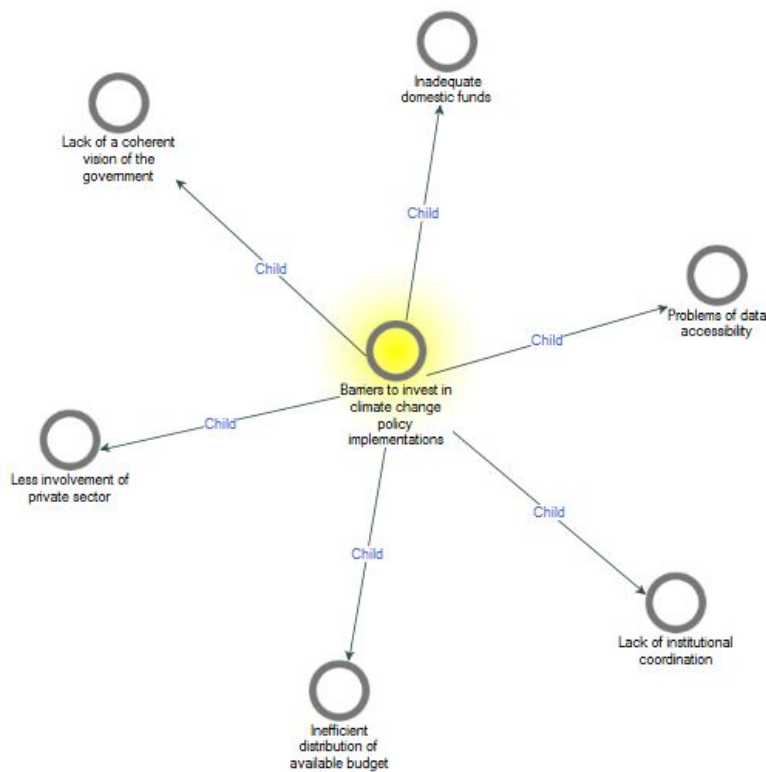 Inadequate
domestic funds
Lack of a coherent
vision of the
government
Child
Child
Problems of data
accessibility
Child
Barriers to invest in
climate change
policy
implementations
Child
Less involvement of
private sector
Child
Child
Lack of institutional
coordination
Inefficient
distribution of
available budget